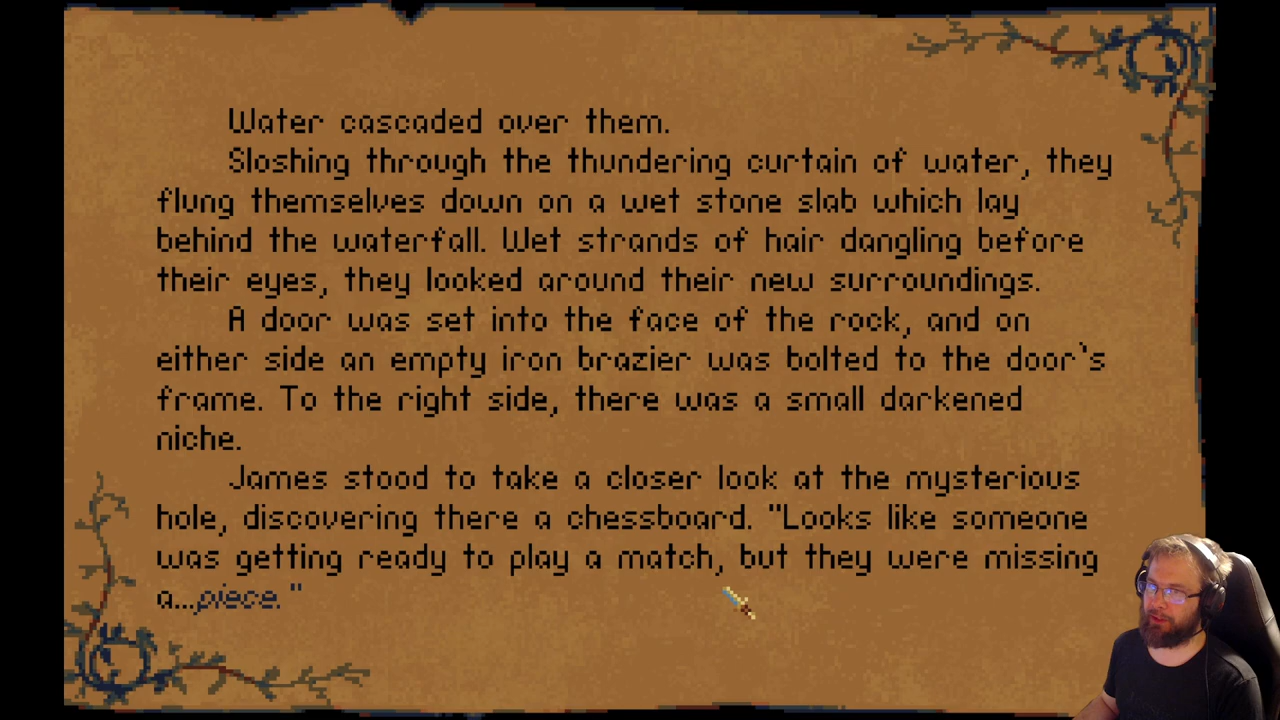 Water cascaded over them.
Sloshing through the thundering curtain of water, they
flung themselves down on a wet stone slab which lay
behind the waterfall. Wet strands of hair dangling before
their eyes, they looked around their new surroundings.
A door was set into the face of the rock, and on
either side an empty iron brazier was bolted to the door's
frame. To the right side, there was a small darkened
niche.
James stood to take a closer look at the mysterious
hole, discovering there a chessboard. "Looks like someone
was getting ready to play a match, but they were missing
a...piece."